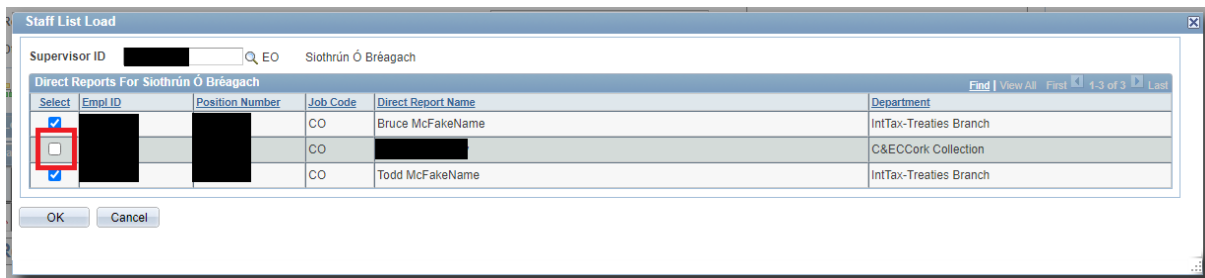 Staff List Load
Supervisor ID EO Siothrún Ó Bréagach
Direct Reports For Siothrún Ó Bréagach Find | View All First 1-3 of 3 Last
Select Empl ID Position Number Job Code Direct Report Name Department
CO Bruce McFakeName IntTax-Treaties Branch
CO C&ECCork Collection
CO Todd McFakeName IntTax-Treaties Branch
OK Cancel